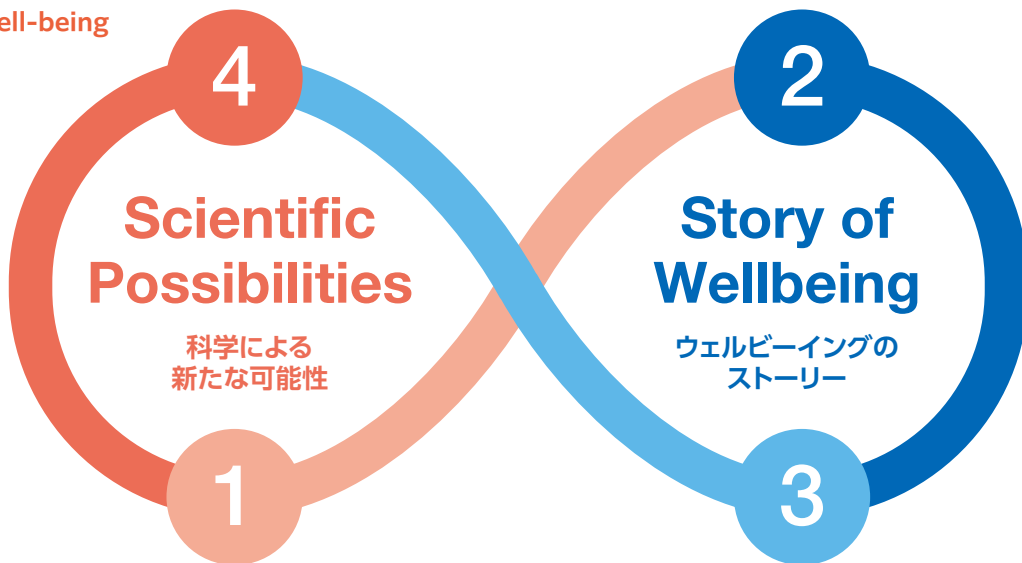 ell-being
4
2
Scientific
Possibilities
科学による
新たな可能性
Story of
Wellbeing
ウェルビーイングの
ストーリー
1
3